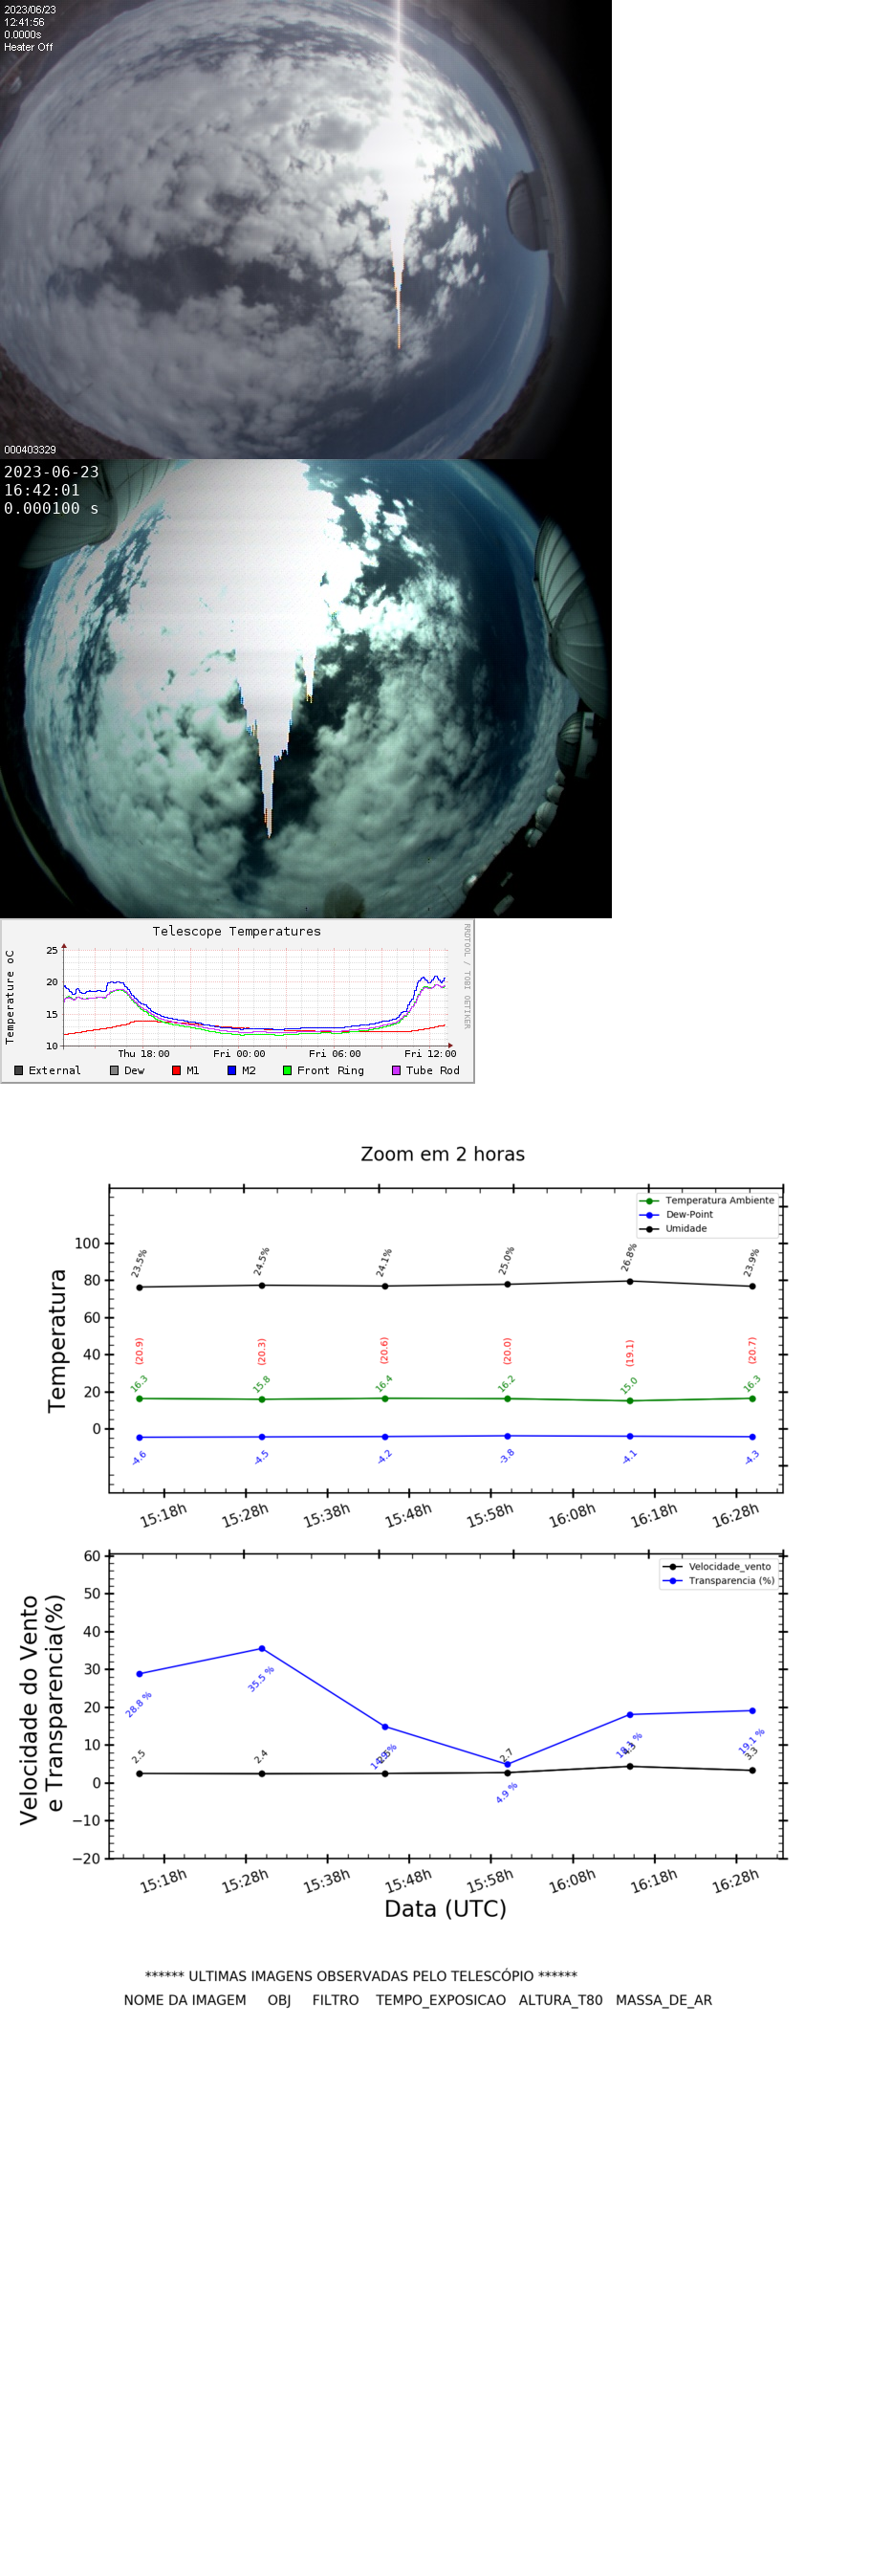 2023/06/23
12:41:56
0.0000s
Heater Off
000403329
2023-06-23
16:42:01
0.000100 s
Telescope Temperatures
RRDTOOL / TOBI OETIKER
Temperature oC
25
20
15
10
Thu 18:00 Fri 00:00 Fri 06:00 Fri 12:00
External Dew M1 M2 Front Ring Tube Rod
Zoom em 2 horas
Temperatura Ambiente
Dew-Point
Umidade
Temperatura
100
80
60
40
20
0
23.5% 24.5% 24.1% 25.0% 26.8% 23.9%
(20.9) (20.3) (20.6) (20.0) (19.1) (20.7)
16.3 15.8 16.4 16.2 15.0 16.3
-4.6 -4.5 -4.2 -3.8 -4.1 -4.3
15:18h 15:28h 15:38h 15:48h 15:58h 16:08h 16:18h 16:28h
Velocidade_vento
Transparencia (%)
Velocidade do Vento
e Transparencia(%)
60
50
40
30
20
10
0
−10
−20
28.8 % 35.5 % 4.9 % 19.1 %
2.5 2.4 2.7 3.3
15:18h 15:28h 15:38h 15:48h 15:58h 16:08h 16:18h 16:28h
Data (UTC)
****** ULTIMAS IMAGENS OBSERVADAS PELO TELESCÓPIO ******
NOME DA IMAGEM OBJ FILTRO TEMPO_EXPOSICAO ALTURA_T80 MASSA_DE_AR